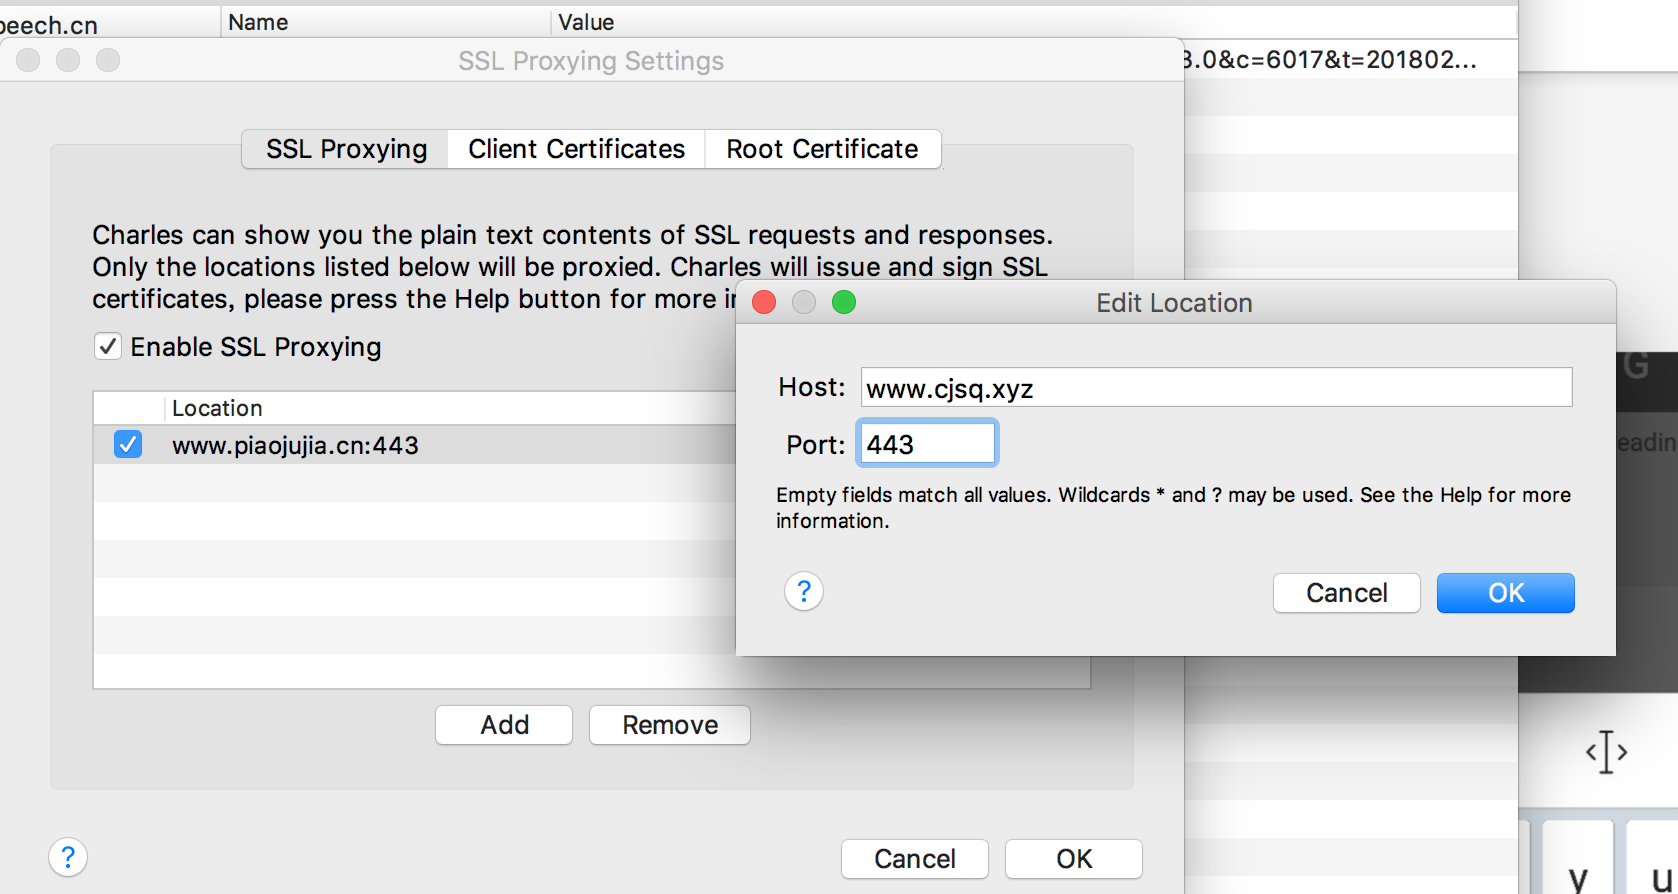 peech.cn
Name
Value
3.0&c=6017&t=201802...
SSL Proxying Settings
SSL Proxying
Client Certificates
Root Certificate
Charles can show you the plain text contents of SSL requests and responses.
Only the locations listed below will be proxied. Charles will issue and sign SSL
certificates, please press the Help button for more in
Enable SSL Proxying
Location
www.piaojujia.cn:443
Add
Remove
?
Cancel
OK
Edit Location
Host: www.cjsq.xyz
Port: 443
Empty fields match all values. Wildcards * and ? may be used. See the Help for more
information.
?
Cancel
OK
G
eadin
y
u